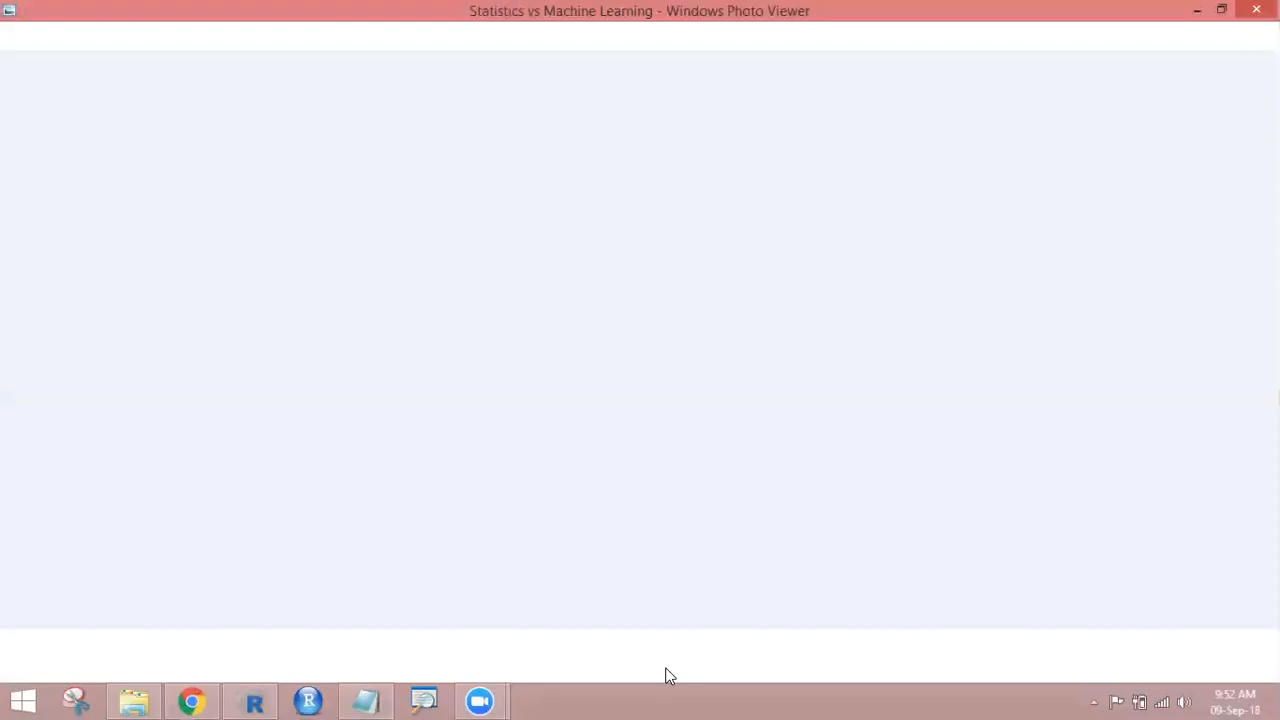 Statistics vs Machine Learning - Windows Photo Viewer
R
R
9:52 AM
09-Sep-18